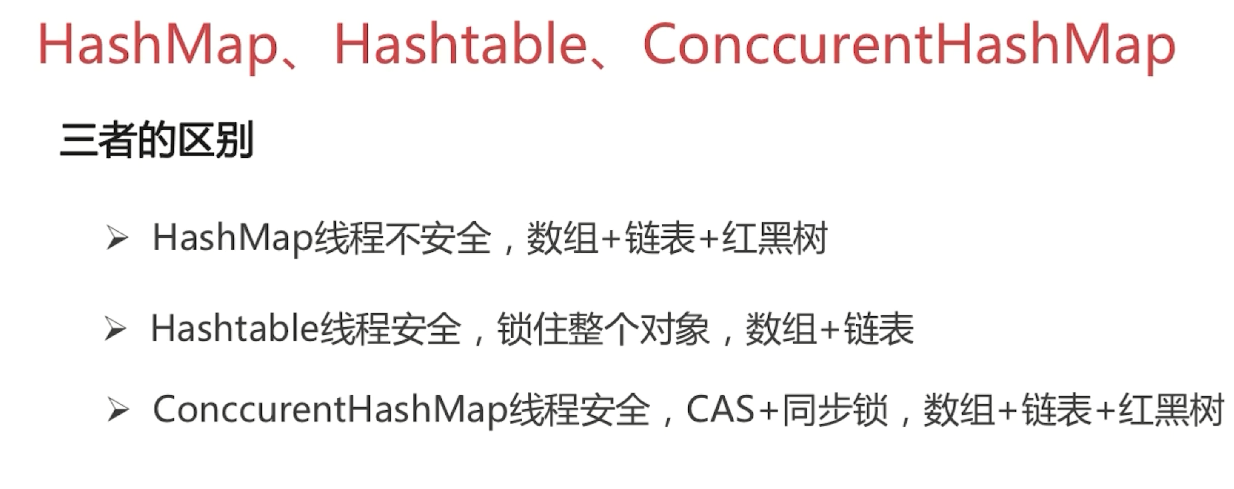 HashMap、Hashtable、ConccurentHashMap
三者的区别
➢ HashMap线程不安全，数组+链表+红黑树
➢ Hashtable线程安全，锁住整个对象，数组+链表
➢ ConccurentHashMap线程安全，CAS+同步锁，数组+链表+红黑树